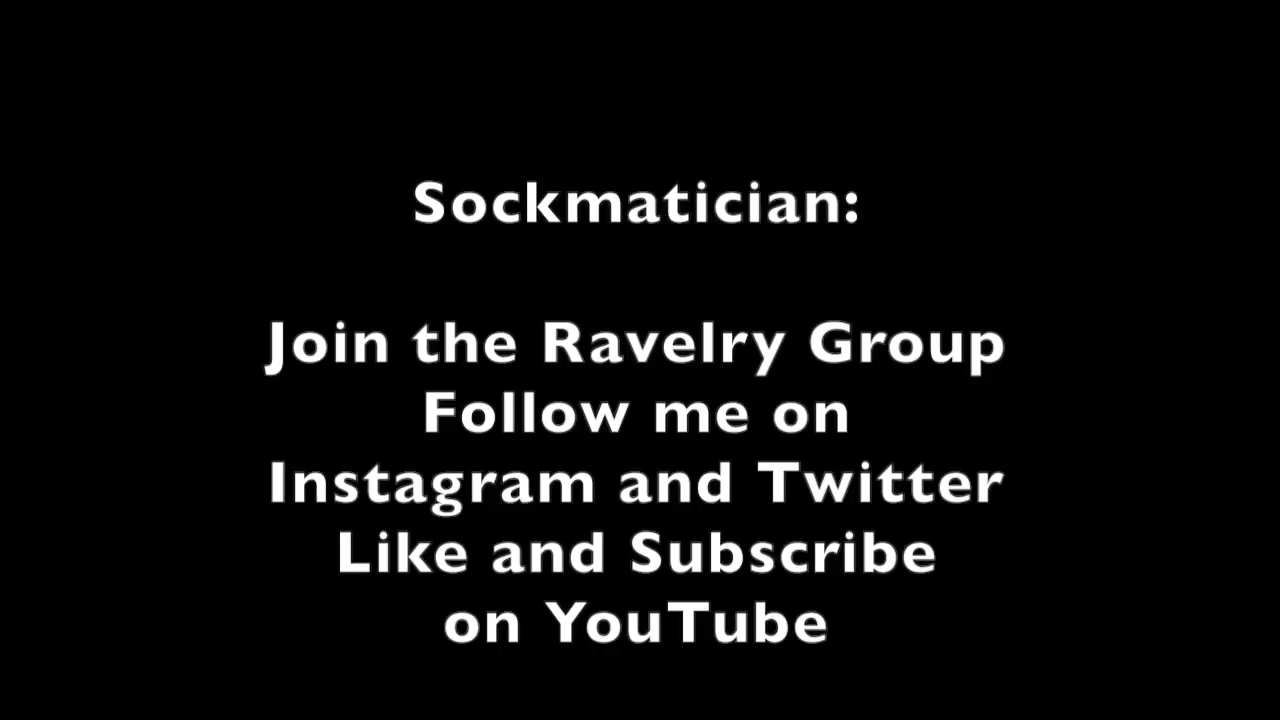 Sockmatician:
Join the Ravelry Group
Follow me on
Instagram and Twitter
Like and Subscribe
on YouTube